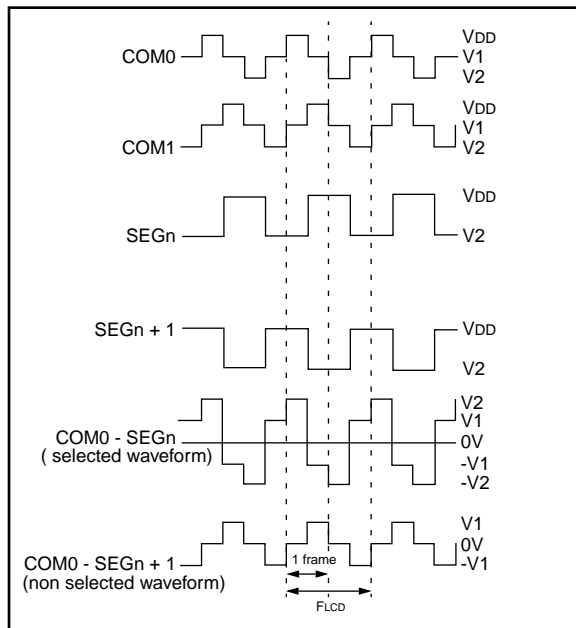 COM0
VDD
V1
V2
COM1
VDD
V1
V2
SEGn
VDD
V2
SEGn + 1
VDD
V2
COM0 - SEGn
( selected waveform)
V2
V1
0V
-V1
-V2
COM0 - SEGn + 1
(non selected waveform)
V1
0V
-V1
1 frame
FLCD